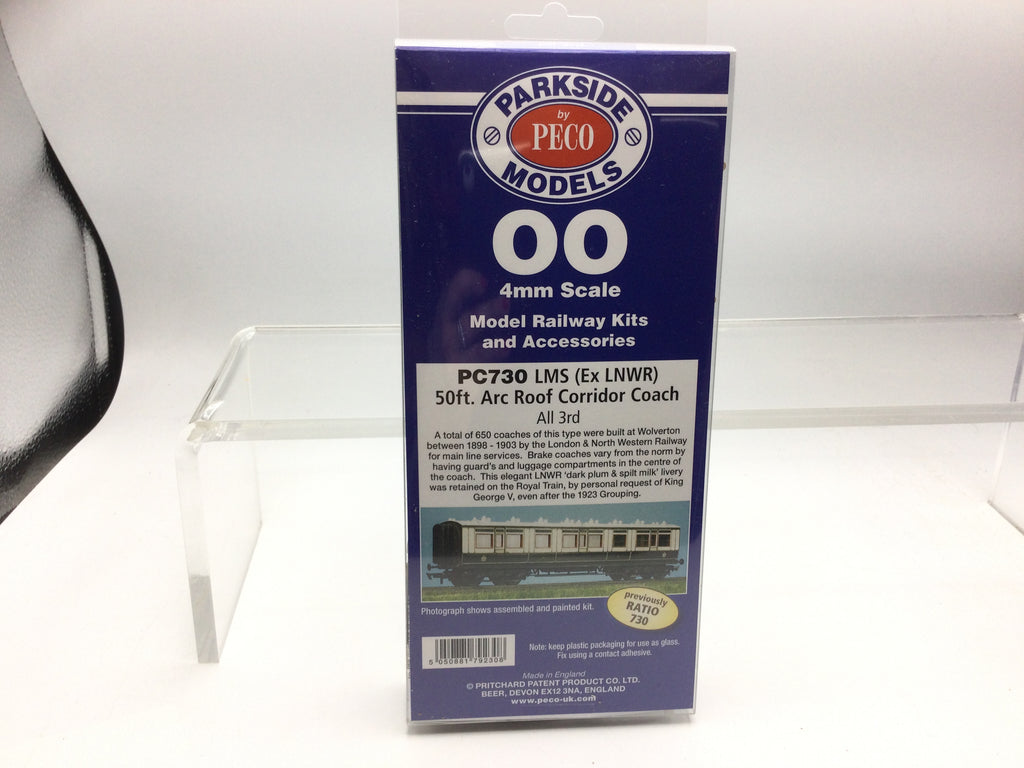 PARKSIDE
by
PECO
MODELS
OO
4mm Scale
Model Railway Kits
and Accessories
PC730 LMS (Ex LNWR)
50ft. Arc Roof Corridor Coach
All 3rd
A total of 650 coaches of this type were built at Wolverton
between 1898 - 1903 by the London & North Western Railway
for main line services. Brake coaches vary from the norm by
having guard's and luggage compartments in the centre of
the coach. This elegant LNWR 'dark plum & spilt milk' livery
was retained on the Royal Train, by personal request of King
George V, even after the 1923 Grouping.
Photograph shows assembled and painted kit.
previously
RATIO
730
5 050881 792308
Note: keep plastic packaging for use as glass.
Fix using a contact adhesive.
Made in England
© PRITCHARD PATENT PRODUCT CO. LTD.
BEER, DEVON EX12 3NA, ENGLAND
www.peco-uk.com